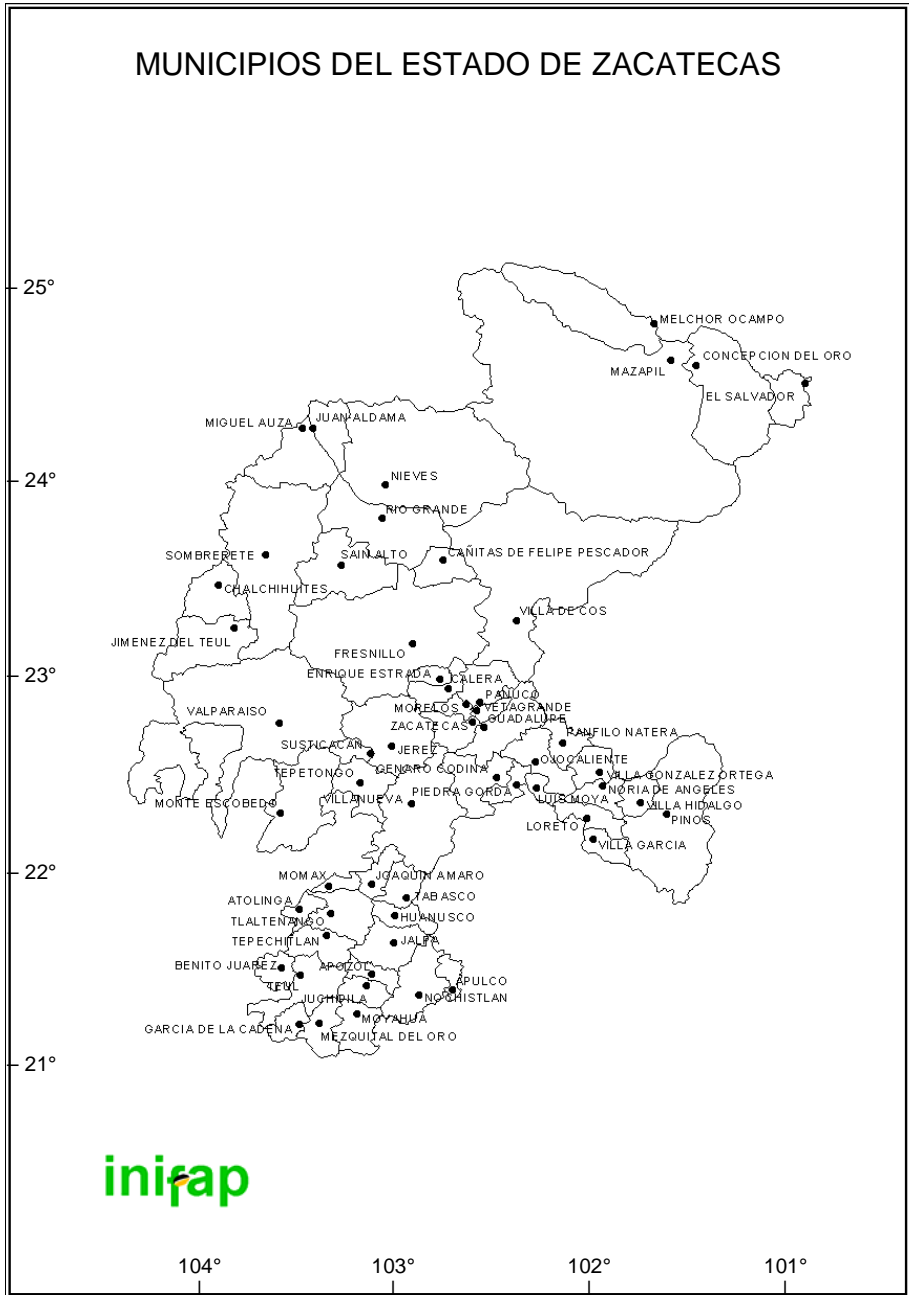 MUNICIPIOS DEL ESTADO DE ZACATECAS
25°
MELCHOR OCAMPO
CONCEPCION DEL ORO
MAZAPIL
EL SALVADOR
JUAN ALDAMA
MIGUEL AUZA
24°
NIEVES
RIO GRANDE
SOMBRERETE
SAIN ALTO
CAÑITAS DE FELIPE PESCADOR
CHALCHIHUITES
VILLA DE COS
JIMENEZ DEL TEUL
FRESNILLO
23°
ENRIQUE ESTRADA
CALERA
PANUCO
MORELOS
VETAGRANDE
VALPARAISO
GUADALUPE
ZACATECAS
PANFILO NATERA
SUSTICACAN
JEREZ
OJOCALIENTE
TEPETONGO
GENARO CODINA
VILLA GONZALEZ ORTEGA
NORIA DE ANGELES
PIEDRA GORDA
VILLANUEVA
LUIS MOYA
MONTE ESCOBEDO
VILLA HIDALGO
PINOS
LORETO
VILLA GARCIA
22°
MOMAX
JOAQUIN AMARO
TABASCO
ATOLINGA
HUANUSCO
TLALTENANGO
TEPECHITLAN
JALPA
BENITO JUAREZ
APOZOL
APULCO
TEUL
JUCHIPILA
NOCHISTLAN
MOYAHUA
GARCIA DE LA CADENA
MEZQUITAL DEL ORO
21°
inifap
104°
103°
102°
101°